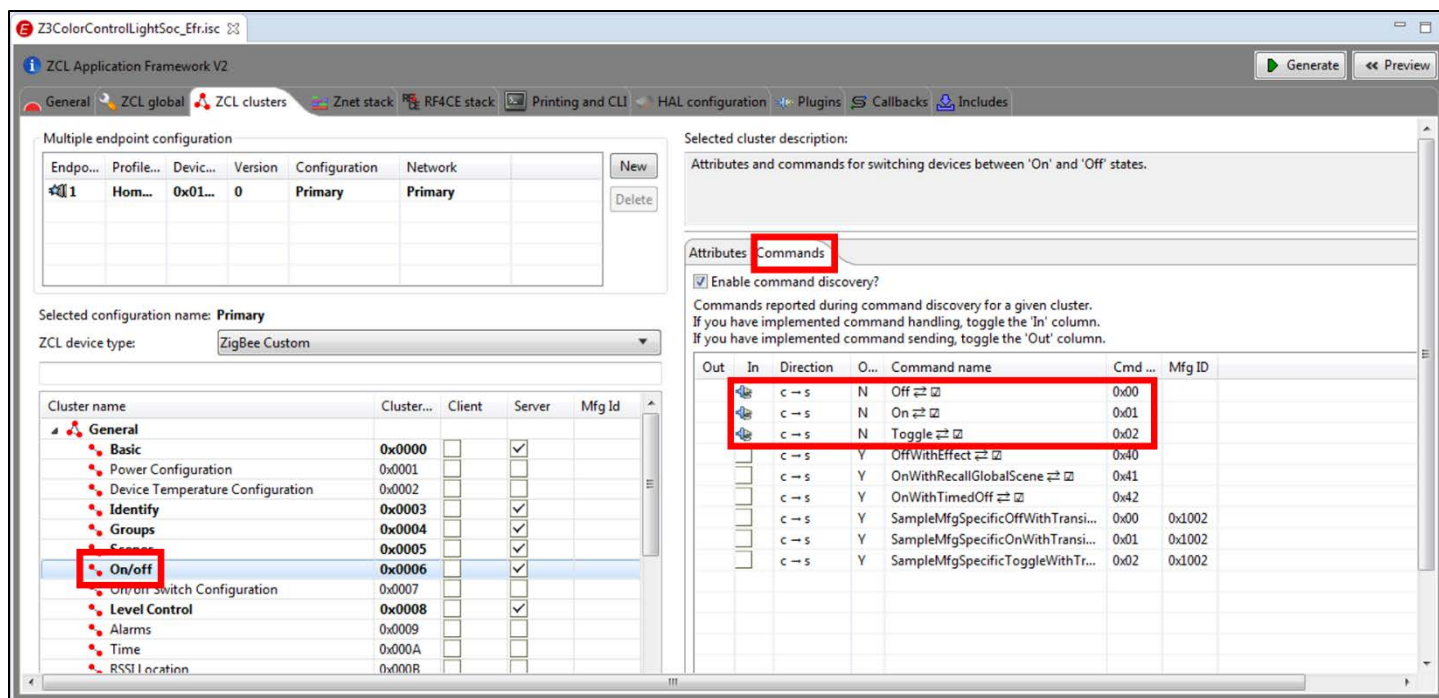 Z3ColorControlLightSoc_Efr.isc
ZCL Application Framework V2
Generate
Preview
General ZCL global ZCL clusters Znet stack RF4CE stack Printing and CLI HAL configuration Plugins Callbacks Includes
Multiple endpoint configuration
Endpo... Profile... Devic... Version Configuration Network
1 Hom... 0x01... 0 Primary Primary
New
Delete
Selected configuration name: Primary
ZCL device type: ZigBee Custom
Cluster name Cluster... Client Server Mfg Id
General
Basic 0x0000
Power Configuration 0x0001
Device Temperature Configuration 0x0002
Identify 0x0003
Groups 0x0004
Scenes 0x0005
On/off 0x0006
On/off Switch Configuration 0x0007
Level Control 0x0008
Alarms 0x0009
Time 0x000A
RSSI Location 0x000B
Selected cluster description:
Attributes and commands for switching devices between 'On' and 'Off' states.
Attributes Commands
Enable command discovery?
Commands reported during command discovery for a given cluster.
If you have implemented command handling, toggle the 'In' column.
If you have implemented command sending, toggle the 'Out' column.
Out In Direction O... Command name Cmd ... Mfg ID
c → s N Off ⇄ ☑ 0x00
c → s N On ⇄ ☑ 0x01
c → s N Toggle ⇄ ☑ 0x02
c → s Y OffWithEffect ⇄ ☑ 0x40
c → s Y OnWithRecallGlobalScene ⇄ ☑ 0x41
c → s Y OnWithTimedOff ⇄ ☑ 0x42
c → s Y SampleMfgSpecificOffWithTransi... 0x00 0x1002
c → s Y SampleMfgSpecificOnWithTransi... 0x01 0x1002
c → s Y SampleMfgSpecificToggleWithTr... 0x02 0x1002